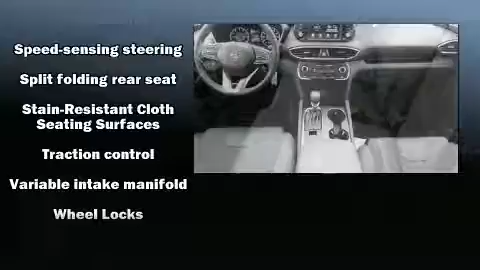 Speed-sensing steering
Split folding rear seat
Stain-Resistant Cloth
Seating Surfaces
Traction control
Variable intake manifold
Wheel Locks